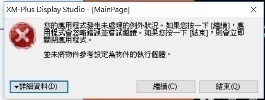 XM-Plus Display Studio - [MainPage]
您的應用程式發生未處理的例外狀況。如果您按一下 [繼續]，應
用程式會忽略錯誤並嘗試繼續。如果您按一下 [結束]，則會立即
關閉應用程式。
並未將物件參考設定為物件的執行個體。
詳細資料(D)
繼續(C)
結束(Q)